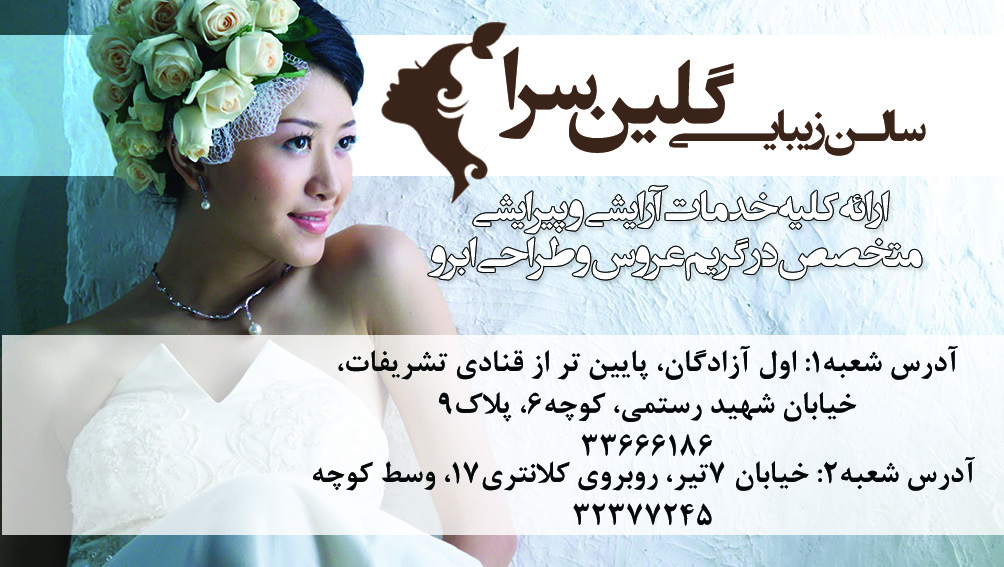 سالن زیبایی گلین سرا
ارائه کلیه خدمات آرایشی و پیرایشی
متخصص در گریم عروس و طراحی ابرو
آدرس شعبه۱: اول آزادگان، پایین تر از قنادی تشریفات،
خیابان شهید رستمی، کوچه۶، پلاک۹
۳۳۶۶۶۱۸۶
آدرس شعبه۲: خیابان ۷تیر، روبروی کلانتری۱۷، وسط کوچه
۳۲۳۷۷۲۴۵